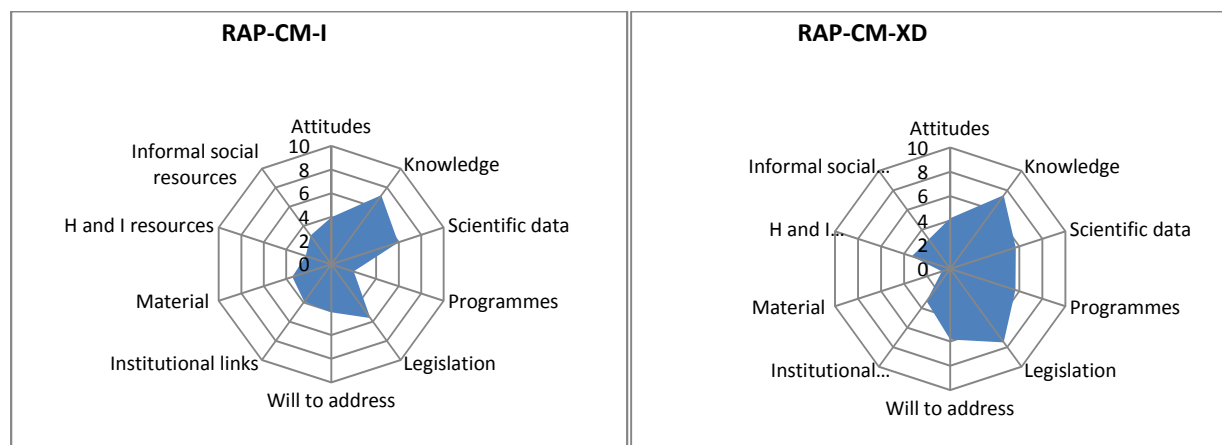 RAP-CM-I
Attitudes
10
8
6
4
2
0
Knowledge
Scientific data
Programmes
Legislation
Will to address
Institutional links
Material
H and I resources
Informal social
resources
RAP-CM-XD
Attitudes
10
8
6
4
2
0
Knowledge
Scientific data
Programmes
Legislation
Will to address
Institutional...
Material
H and I...
Informal social...